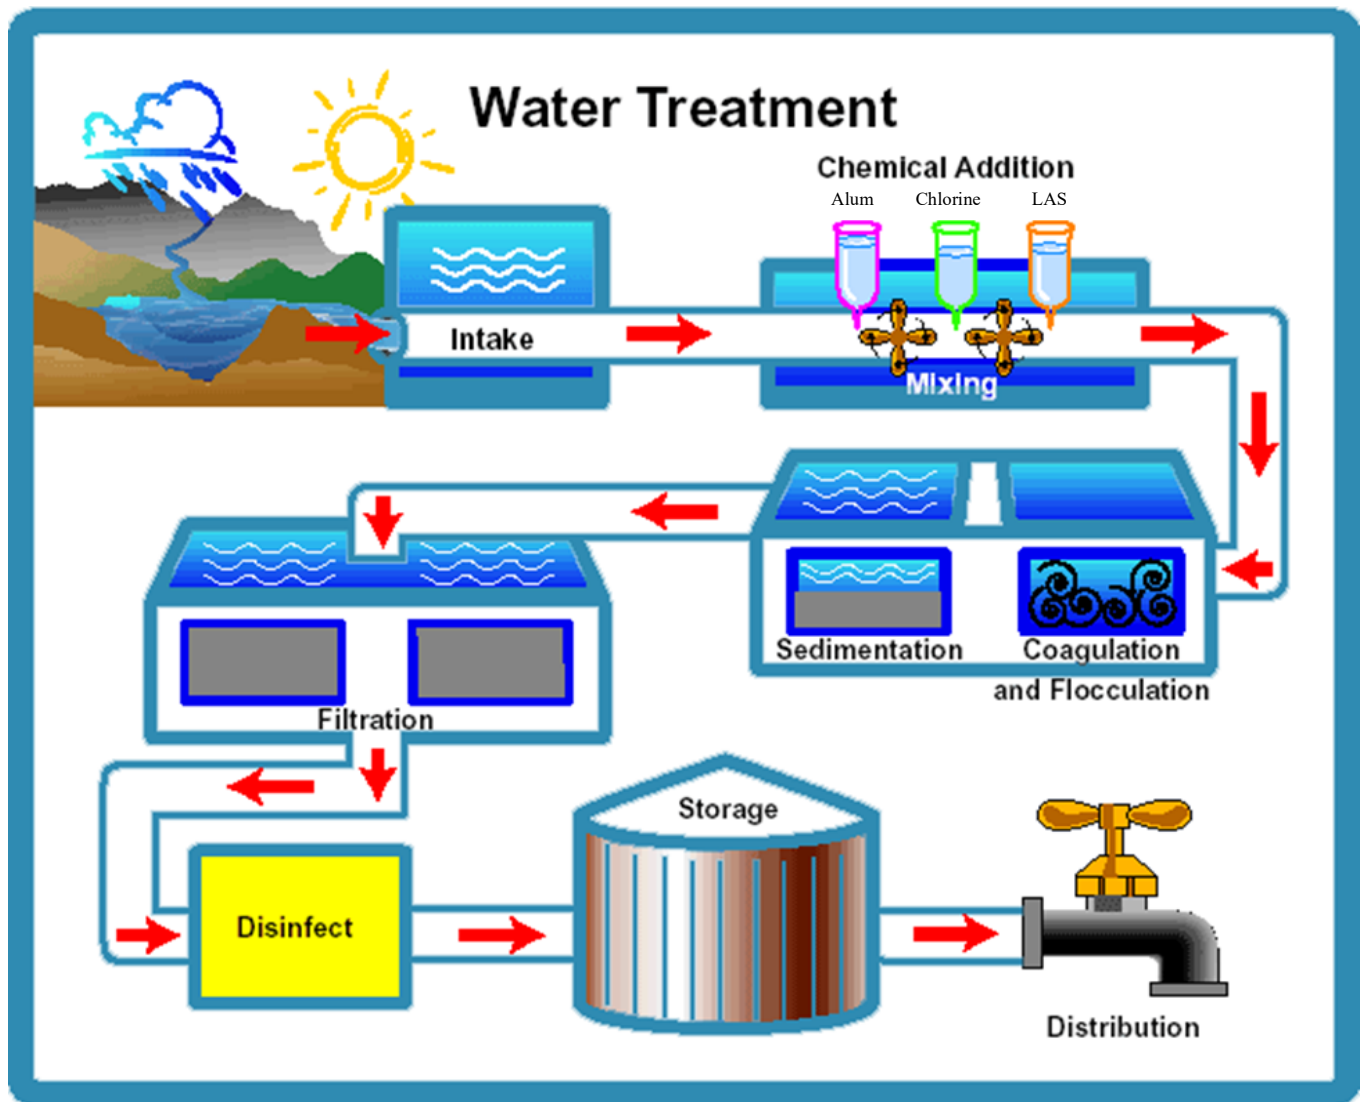 Water Treatment
Chemical Addition
Alum
Chlorine
LAS
Intake
Mixing
Sedimentation
Coagulation
and Flocculation
Filtration
Storage
Disinfect
Distribution